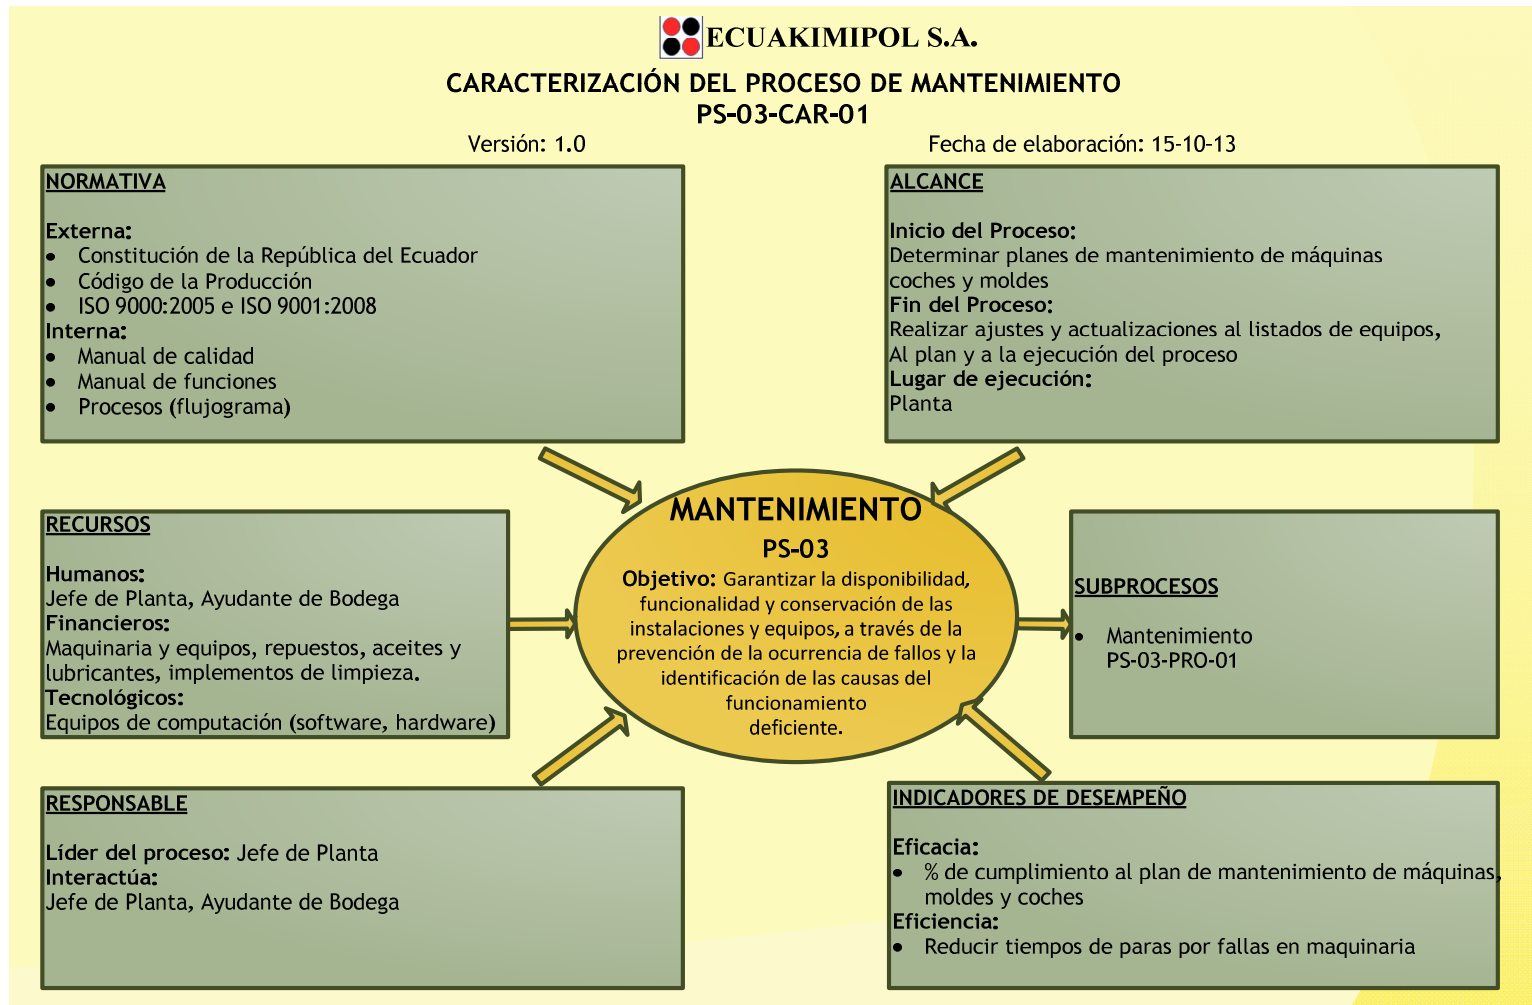 ECUAKIMIPOL S.A.
CARACTERIZACIÓN DEL PROCESO DE MANTENIMIENTO
PS-03-CAR-01
Versión: 1.0
Fecha de elaboración: 15-10-13
NORMATIVA
Externa:
• Constitución de la República del Ecuador
• Código de la Producción
• ISO 9000:2005 e ISO 9001:2008
Interna:
• Manual de calidad
• Manual de funciones
• Procesos (flujograma)
ALCANCE
Inicio del Proceso:
Determinar planes de mantenimiento de máquinas
coches y moldes
Fin del Proceso:
Realizar ajustes y actualizaciones al listados de equipos,
Al plan y a la ejecución del proceso
Lugar de ejecución:
Planta
RECURSOS
Humanos:
Jefe de Planta, Ayudante de Bodega
Financieros:
Maquinaria y equipos, repuestos, aceites y
lubricantes, implementos de limpieza.
Tecnológicos:
Equipos de computación (software, hardware)
MANTENIMIENTO
PS-03
Objetivo: Garantizar la disponibilidad,
funcionalidad y conservación de las
instalaciones y equipos, a través de la
prevención de la ocurrencia de fallos y la
identificación de las causas del
funcionamiento
deficiente.
SUBPROCESOS
• Mantenimiento
PS-03-PRO-01
RESPONSABLE
Líder del proceso: Jefe de Planta
Interactúa:
Jefe de Planta, Ayudante de Bodega
INDICADORES DE DESEMPEÑO
Eficacia:
• % de cumplimiento al plan de mantenimiento de máquinas,
moldes y coches
Eficiencia:
• Reducir tiempos de paras por fallas en maquinaria